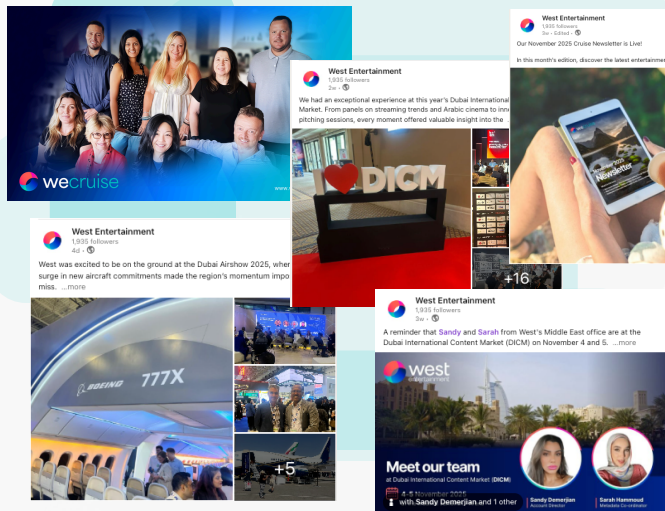 wecruise
www.
West Entertainment
1,935 followers
2w •
We had an exceptional experience at this year's Dubai International
Market. From panels on streaming trends and Arabic cinema to
pitching sessions, every moment offered valuable insight into the
I DICM
+16
West Entertainment
1,935 followers
3w • Edited •
Our November 2025 Cruise Newsletter is Live!
In this month's edition, discover the latest
Newsletter
West Entertainment
1,935 followers
4d •
West was excited to be on the ground at the Dubai Airshow 2025,
surge in new aircraft commitments made the region's momentum
miss. ...more
BOEING 777X
+5
West Entertainment
1,935 followers
3w •
A reminder that Sandy and Sarah from West's Middle East office are at the
Dubai International Content Market (DICM) on November 4 and 5. ...more
west
entertainment
Meet our team
at Dubai International Content Market (DICM)
4-5 November 2025
with Sandy Demerjian and 1 other
Sandy Demerjian
Account Director
Sarah Hammoud
Metadata Co-ordinator